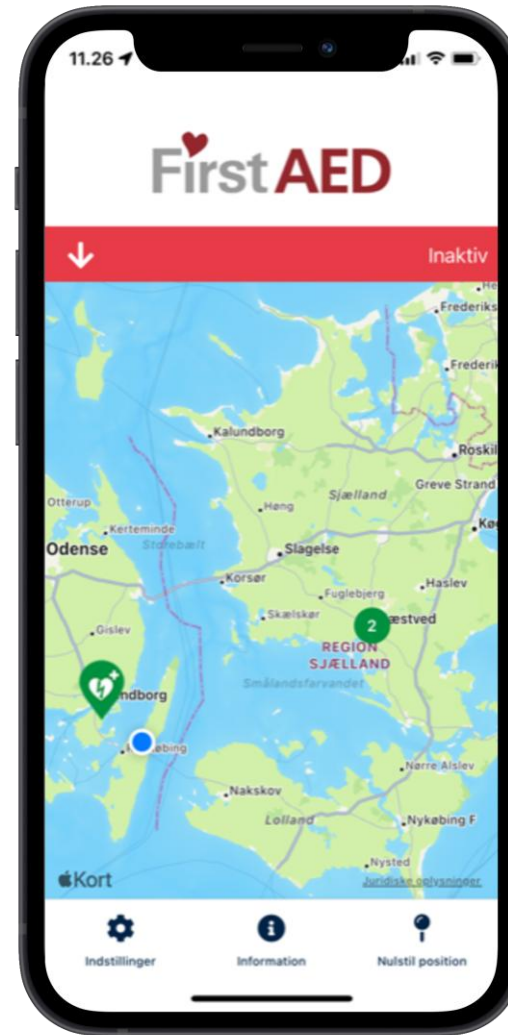 11.26
First AED
Inaktiv
Frederiks
Frederik
Kalundborg
Roskil
Sjælland
Greve Strand
Otterup
Høng
Kerteminde
Storebælt
Odense
Slagelse
Korsør
Haslev
Fuglebjerg
Skælskør
2
æstved
Gislev
REGION
SJÆLLAND
Smålandsfarvandet
ndborg
købing
Nørre Alslev
Nakskov
Lolland
Nykøbing F
Nysted
Kort
Juridiske oplysninger
Indstillinger
Information
Nulstil position